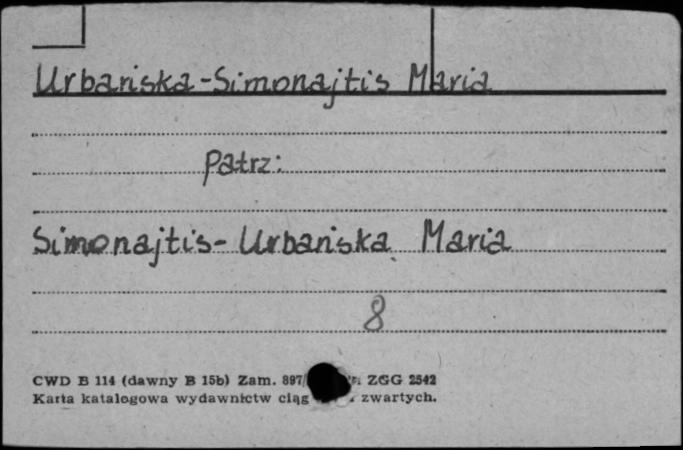 Urbańska-Simonajtis Maria
Patrz:
Simonajtis-Urbańska Maria
8
CWD B 114 (dawny B 15b) Zam. 897/ ZGG 2542
Karta katalogowa wydawnictw ciąg . zwartych.